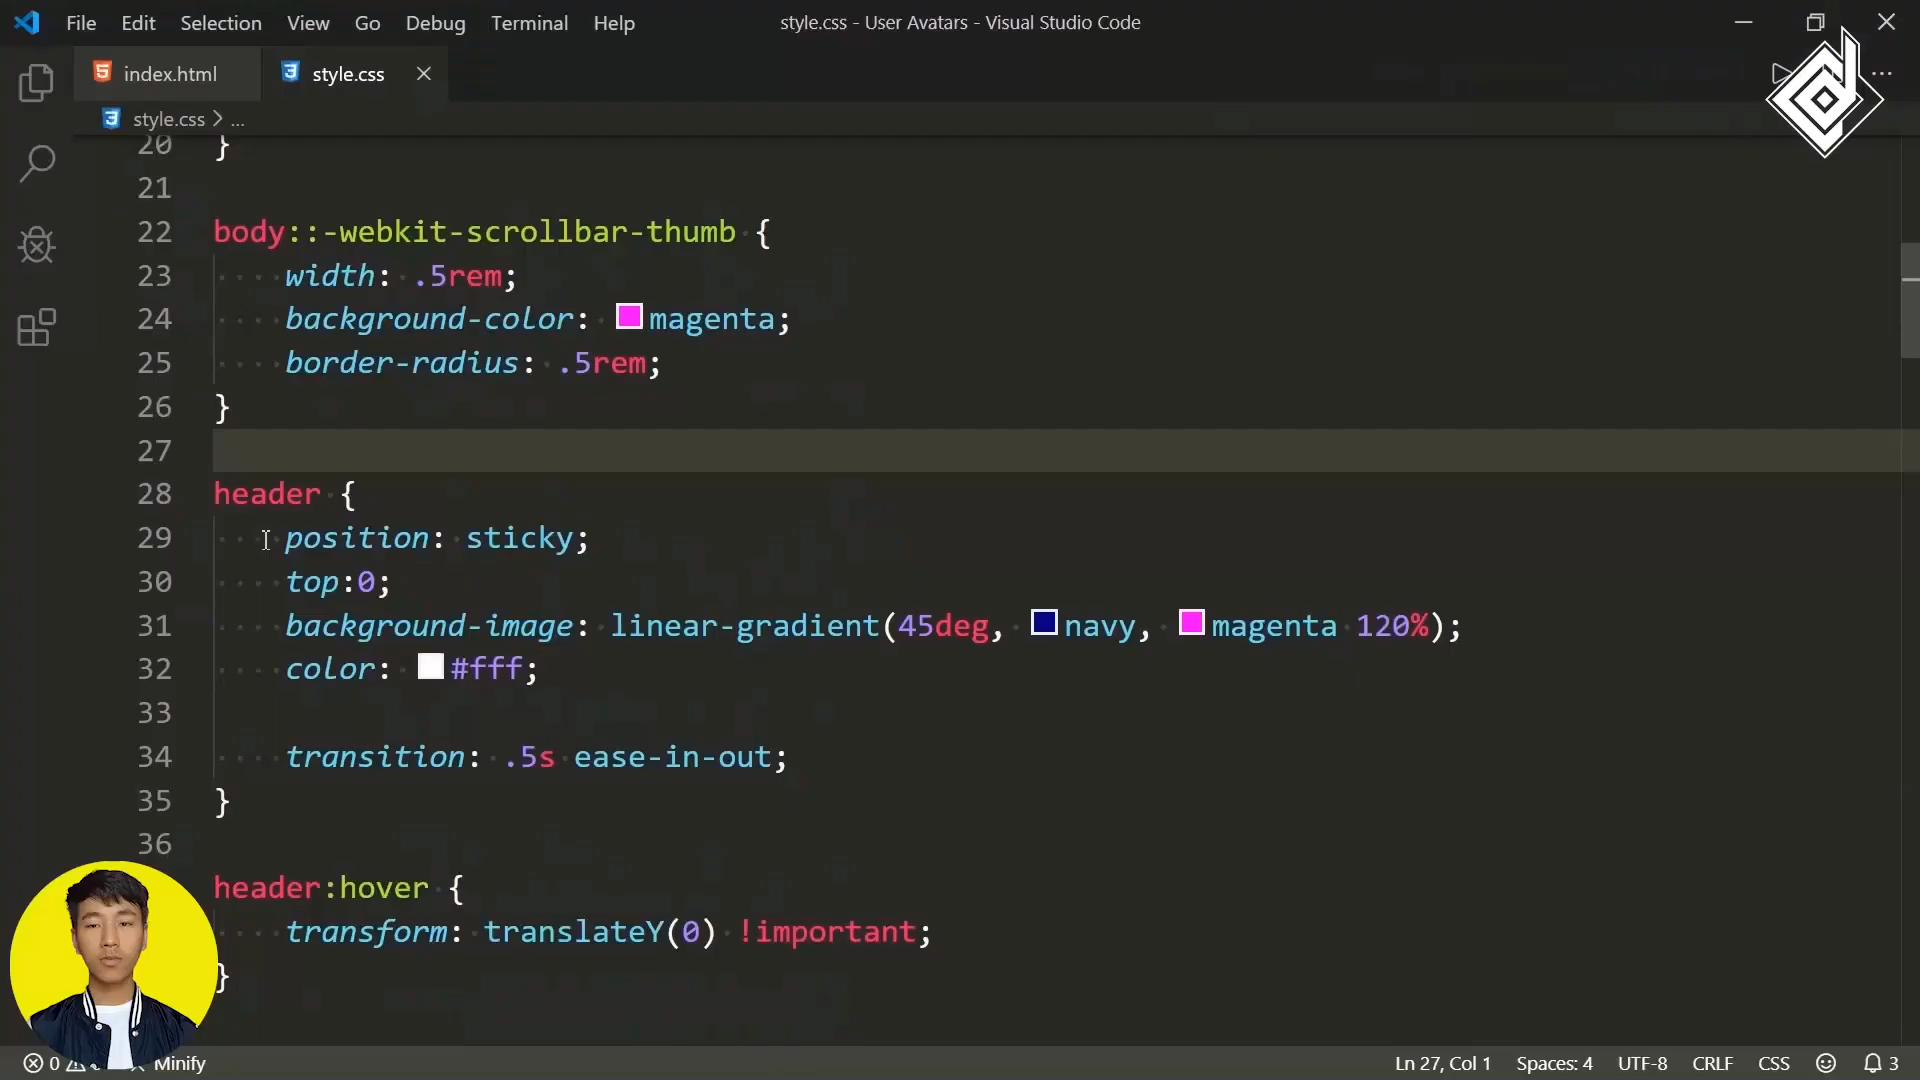 File Edit Selection View Go Debug Terminal Help style.css - User Avatars - Visual Studio Code
index.html style.css
style.css > ...
20 }
21
22 body::-webkit-scrollbar-thumb {
23 width: .5rem;
24 background-color: magenta;
25 border-radius: .5rem;
26 }
27
28 header {
29 position: sticky;
30 top:0;
31 background-image: linear-gradient(45deg, navy, magenta 120%);
32 color: #fff;
33
34 transition: .5s ease-in-out;
35 }
36
header:hover {
transform: translateY(0) !important;
}
0 Minify Ln 27, Col 1 Spaces: 4 UTF-8 CRLF CSS 3